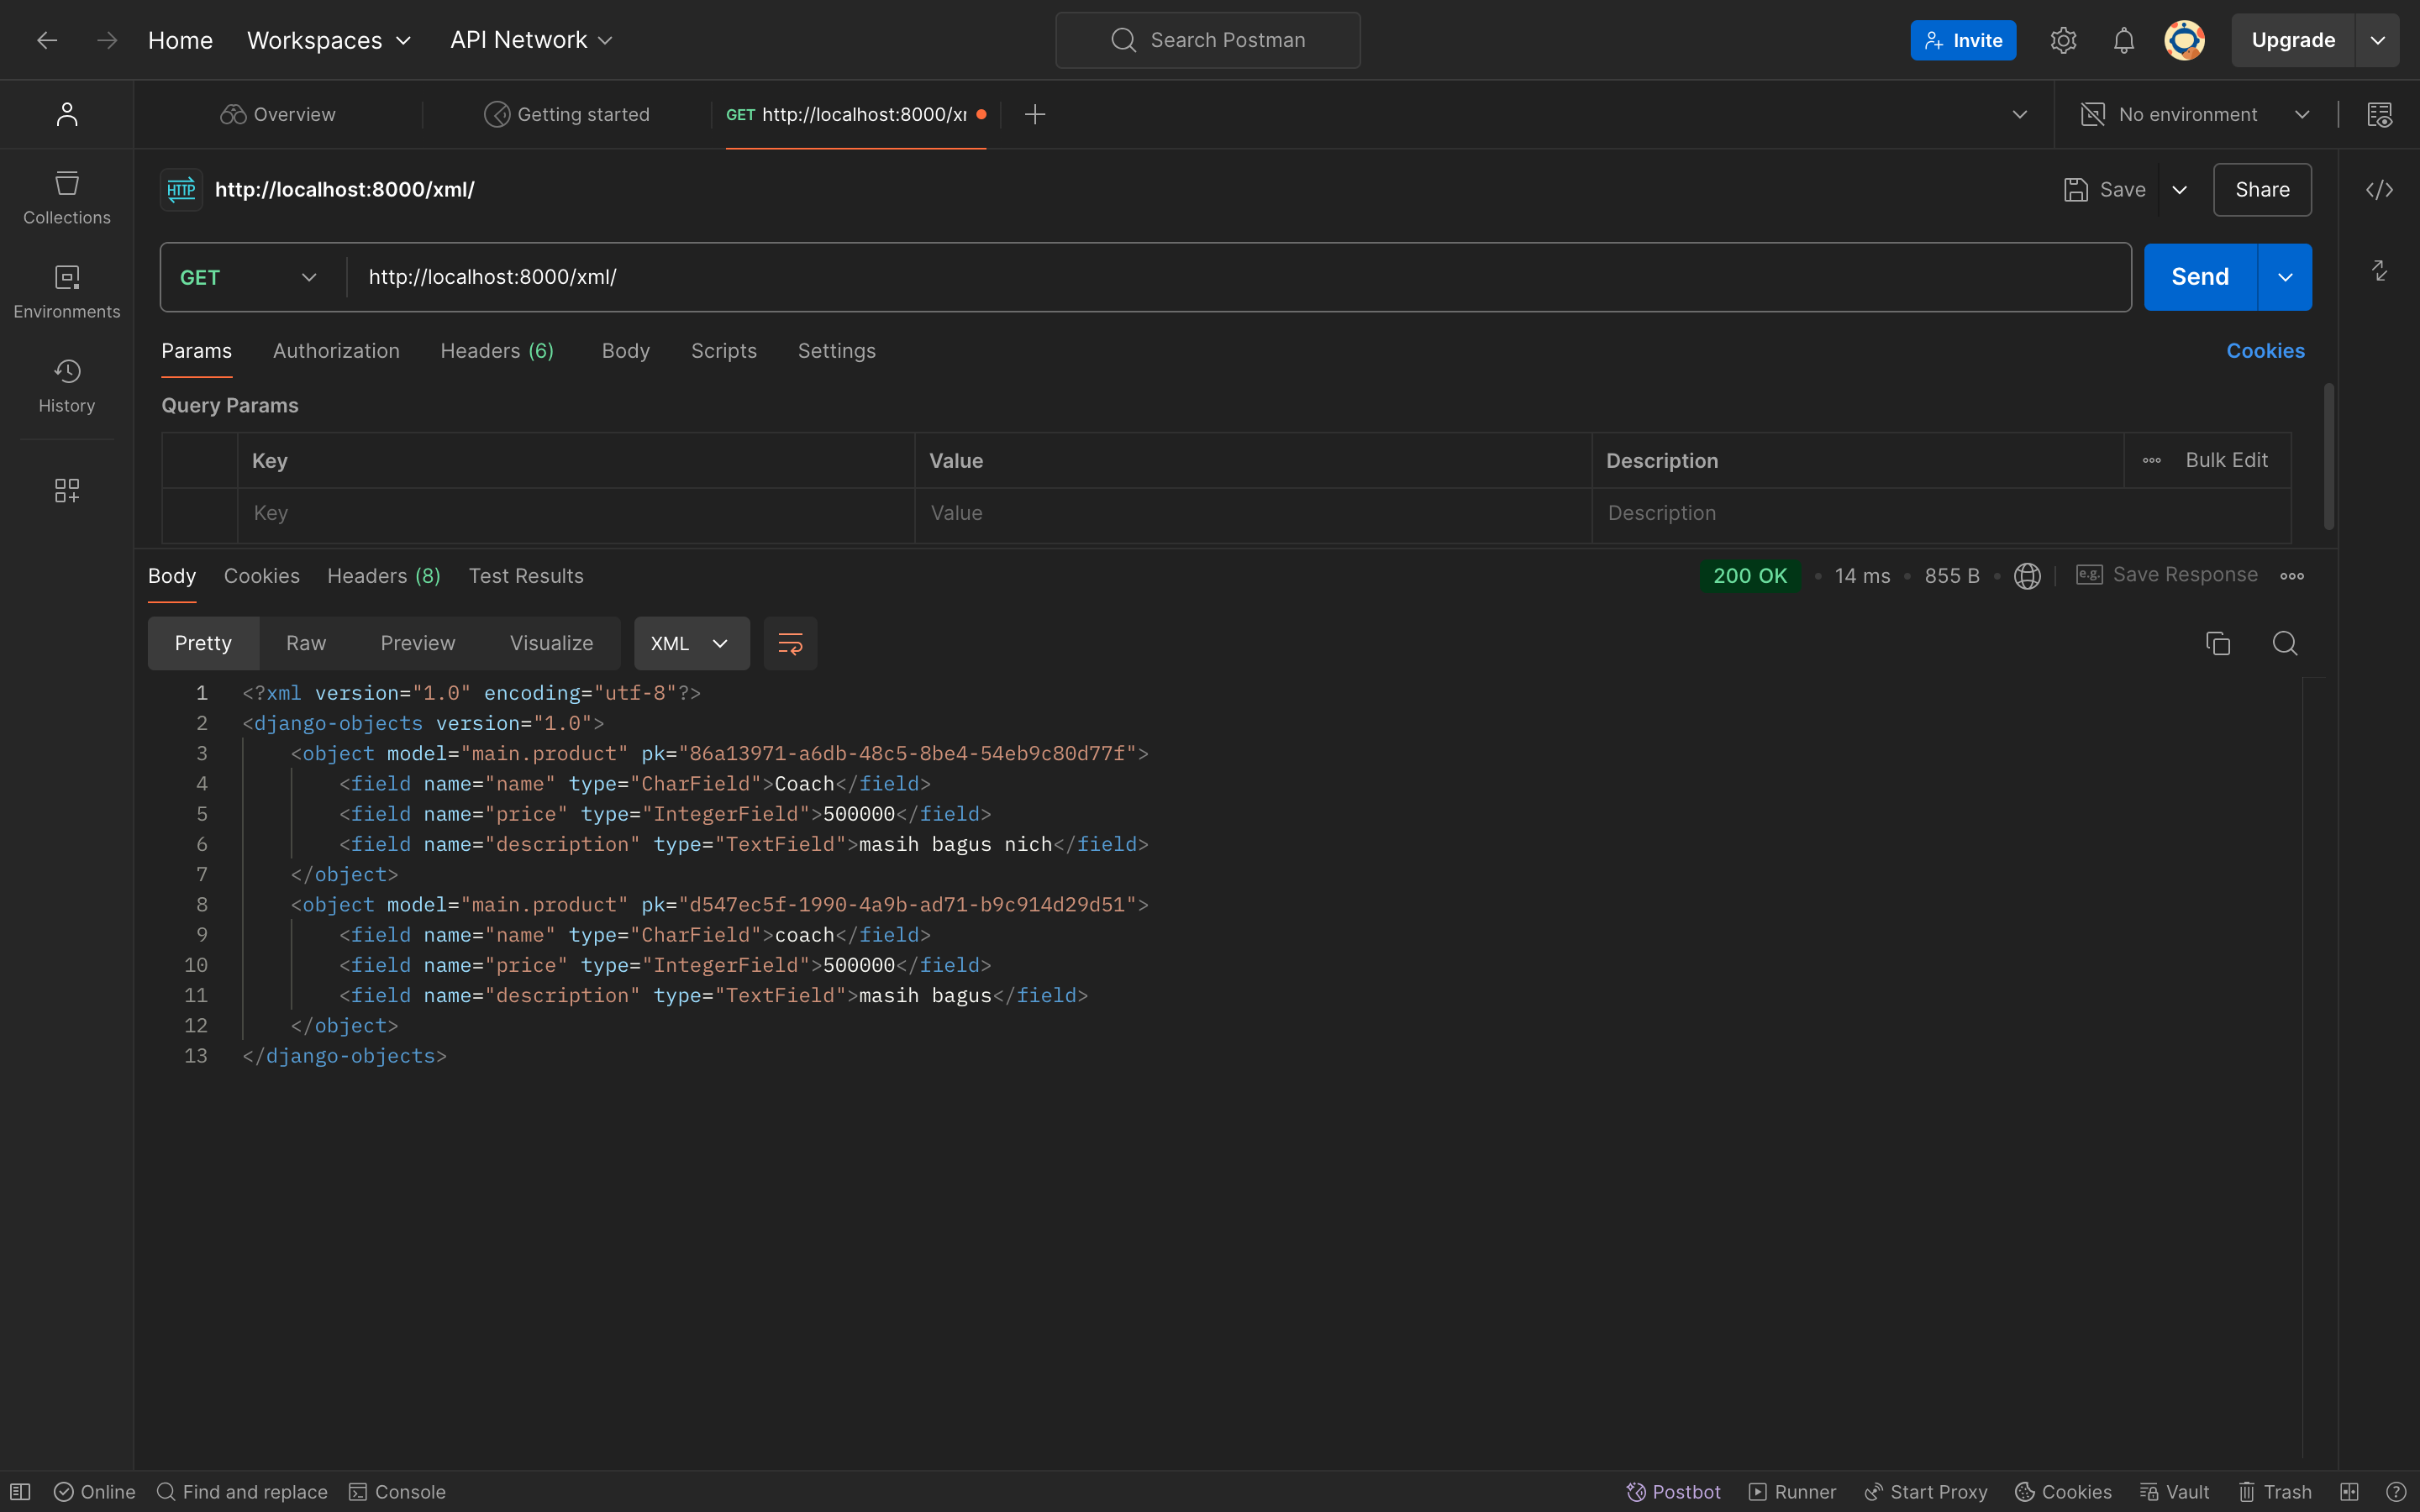 Home Workspaces API Network Search Postman Invite Upgrade
Overview Getting started GET http://localhost:8000/xr No environment
HTTP http://localhost:8000/xml/ Save Share
Collections
GET http://localhost:8000/xml/ Send
Environments
Params Authorization Headers (6) Body Scripts Settings Cookies
History
Query Params
Key Value Description Bulk Edit
Key Value Description
Body Cookies Headers (8) Test Results 200 OK • 14 ms • 855 B • e.g. Save Response
Pretty Raw Preview Visualize XML
1 <?xml version="1.0" encoding="utf-8"?>
2 <django-objects version="1.0">
3 <object model="main.product" pk="86a13971-a6db-48c5-8be4-54eb9c80d77f">
4 <field name="name" type="CharField">Coach</field>
5 <field name="price" type="IntegerField">500000</field>
6 <field name="description" type="TextField">masih bagus nich</field>
7 </object>
8 <object model="main.product" pk="d547ec5f-1990-4a9b-ad71-b9c914d29d51">
9 <field name="name" type="CharField">coach</field>
10 <field name="price" type="IntegerField">500000</field>
11 <field name="description" type="TextField">masih bagus</field>
12 </object>
13 </django-objects>
Online Find and replace Console Postbot Runner Start Proxy Cookies Vault Trash